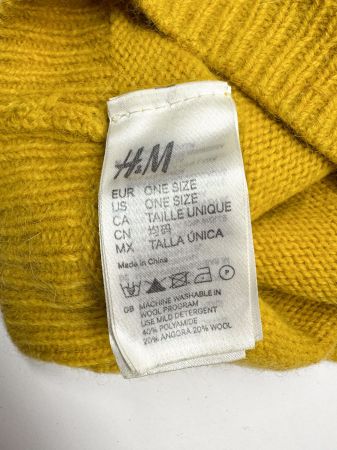 H&M
EUR ONE SIZE
US ONE SIZE
CA TAILLE UNIQUE
CN 均码
MX TALLA ÚNICA
Made in China
GB MACHINE WASHABLE IN
WOOL PROGRAM
USE MILD DETERGENT
40% POLYAMIDE
20% ANGORA 20% WOOL